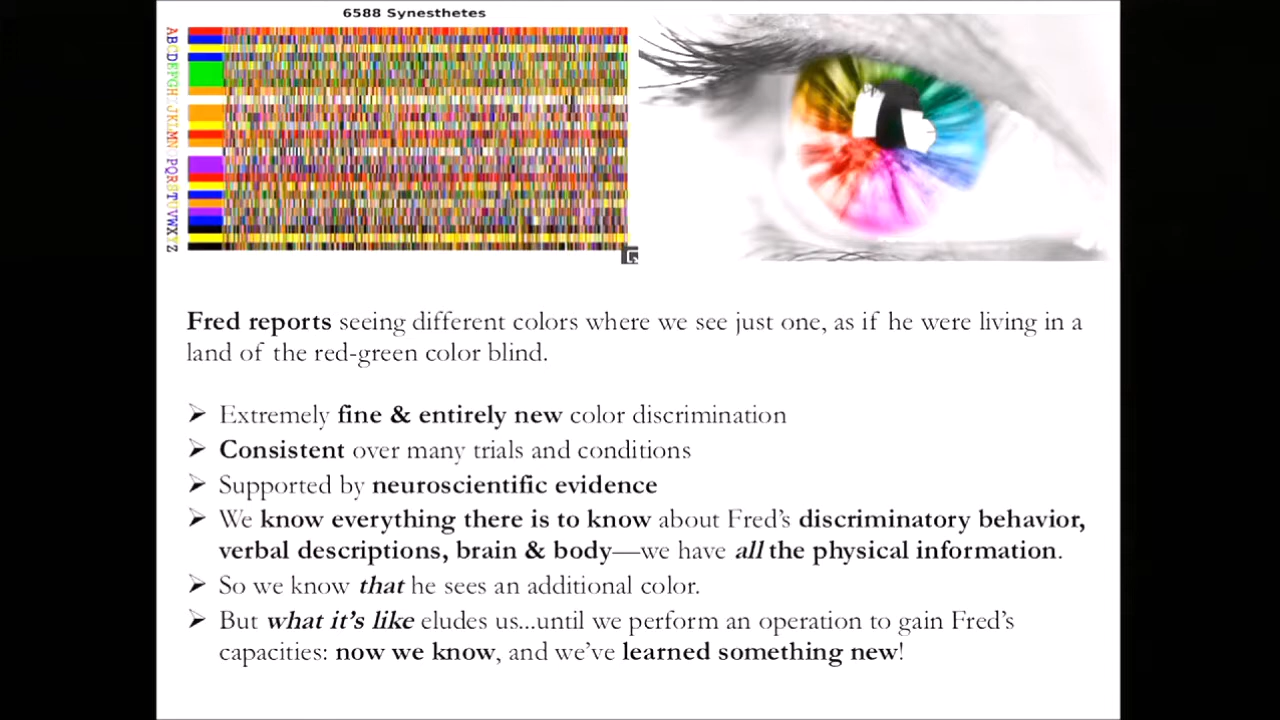 6588 Synesthetes
A
B
C
D
E
F
G
H
I
J
K
L
M
N
O
P
Q
R
S
T
U
V
W
X
Y
Z
Fred reports seeing different colors where we see just one, as if he were living in a
land of the red-green color blind.
➢ Extremely fine & entirely new color discrimination
➢ Consistent over many trials and conditions
➢ Supported by neuroscientific evidence
➢ We know everything there is to know about Fred’s discriminatory behavior,
verbal descriptions, brain & body—we have all the physical information.
➢ So we know that he sees an additional color.
➢ But what it’s like eludes us...until we perform an operation to gain Fred’s
capacities: now we know, and we’ve learned something new!